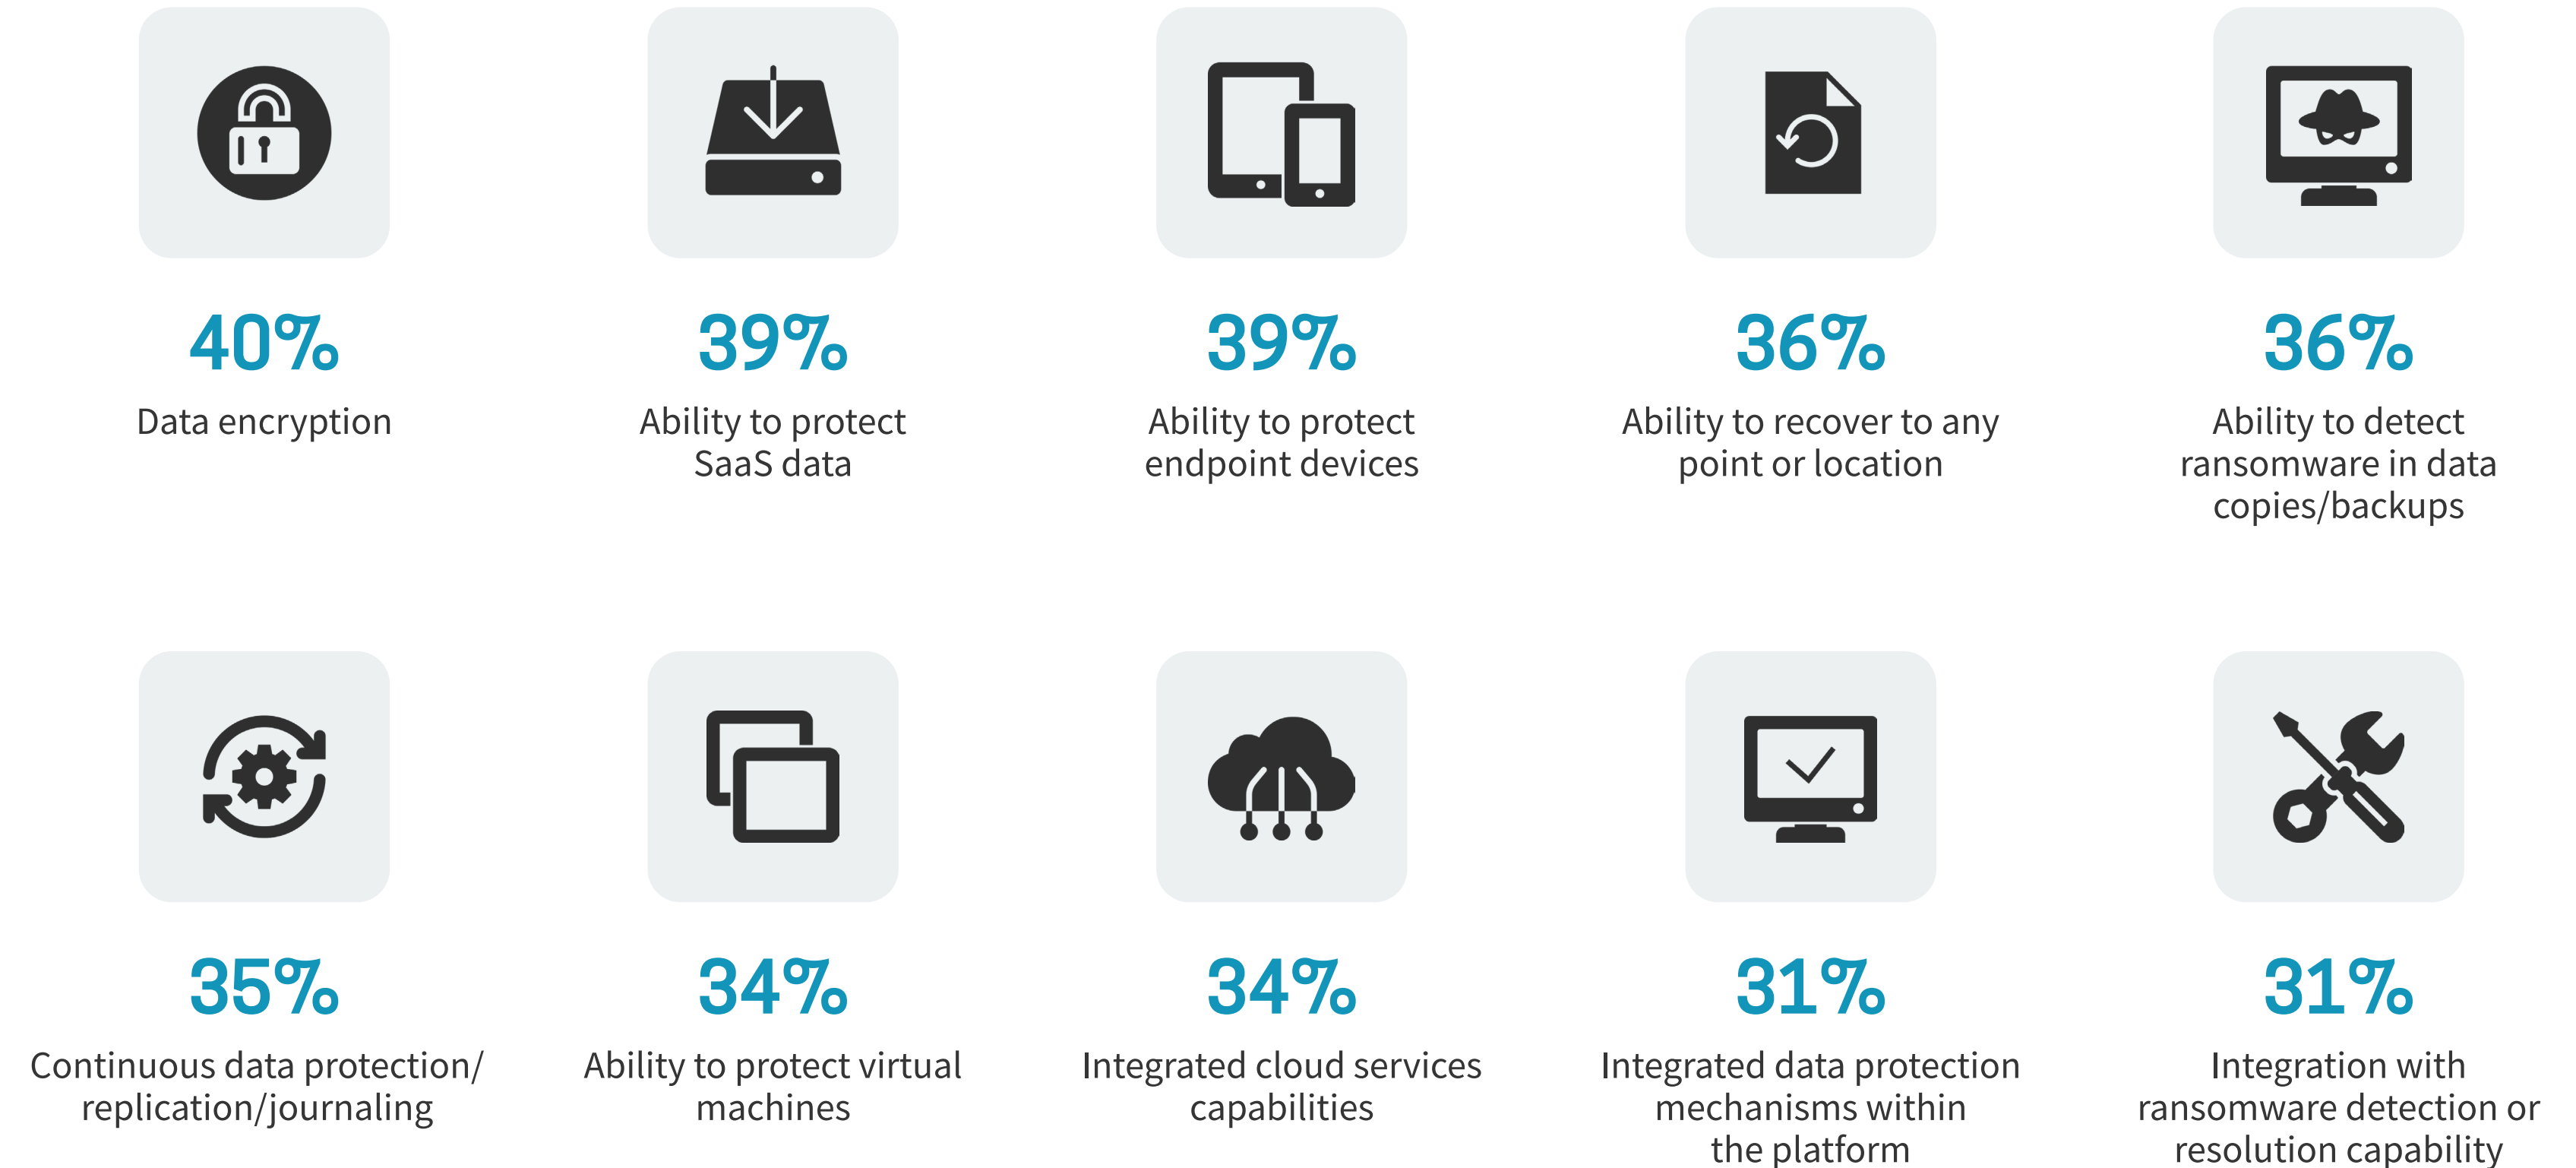 40%
Data encryption
39%
Ability to protect
SaaS data
39%
Ability to protect
endpoint devices
36%
Ability to recover to any
point or location
36%
Ability to detect
ransomware in data
copies/backups
35%
Continuous data protection/
replication/journaling
34%
Ability to protect virtual
machines
34%
Integrated cloud services
capabilities
31%
Integrated data protection
mechanisms within
the platform
31%
Integration with
ransomware detection or
resolution capability